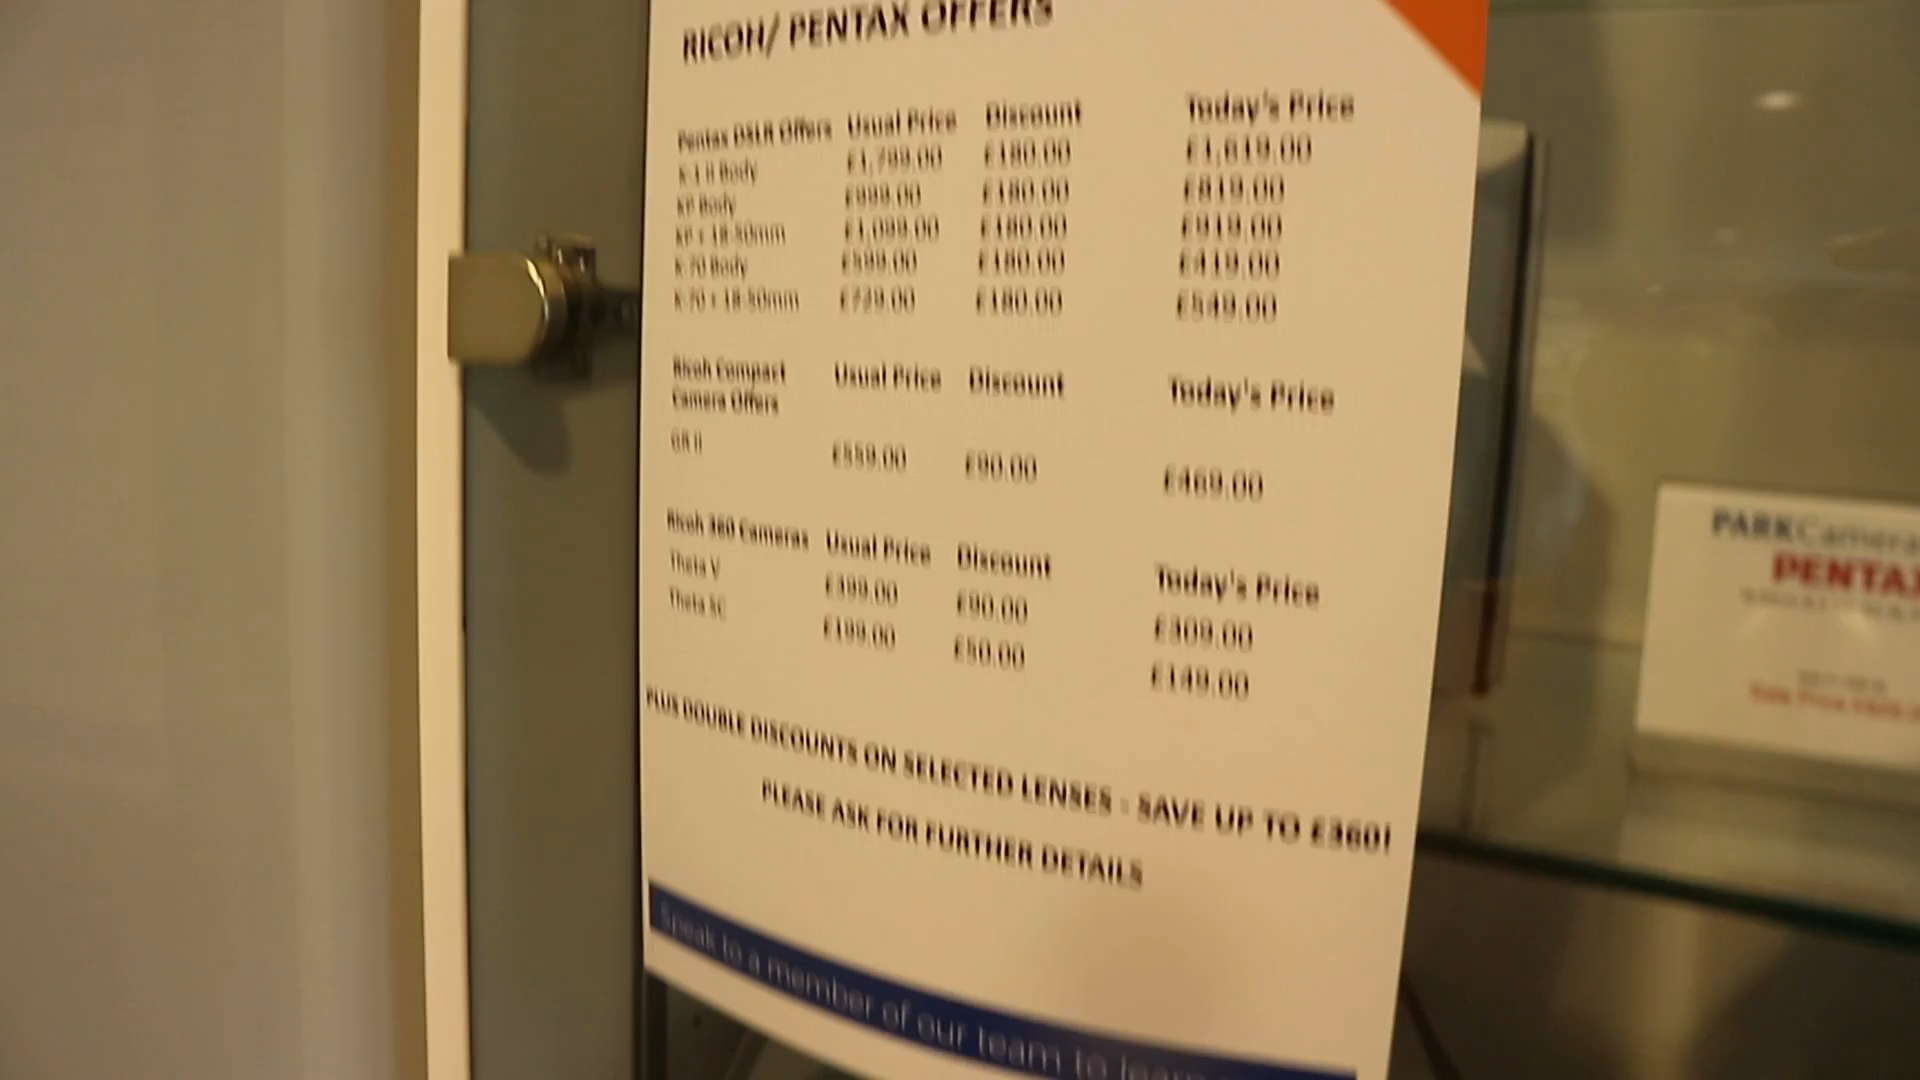 RICOH/ PENTAX OFFERS
Pentax DSLR Offers Usual Price Discount Today's Price
K-1 II Body £1,799.00 £180.00 £1,619.00
KP Body £999.00 £180.00 £819.00
KP + 18-50mm £1,099.00 £180.00 £919.00
K-70 Body £599.00 £180.00 £419.00
K-70 + 18-50mm £729.00 £180.00 £549.00
Ricoh Compact
Camera Offers Usual Price Discount Today's Price
GR II £559.00 £90.00 £469.00
Ricoh 360 Cameras Usual Price Discount Today's Price
Theta V £399.00 £90.00 £309.00
Theta SC £199.00 £50.00 £149.00
PLUS DOUBLE DISCOUNTS ON SELECTED LENSES - SAVE UP TO £360!
PLEASE ASK FOR FURTHER DETAILS
Speak to a member of our team to learn
PARKCamera
PENTAX
Sale Price